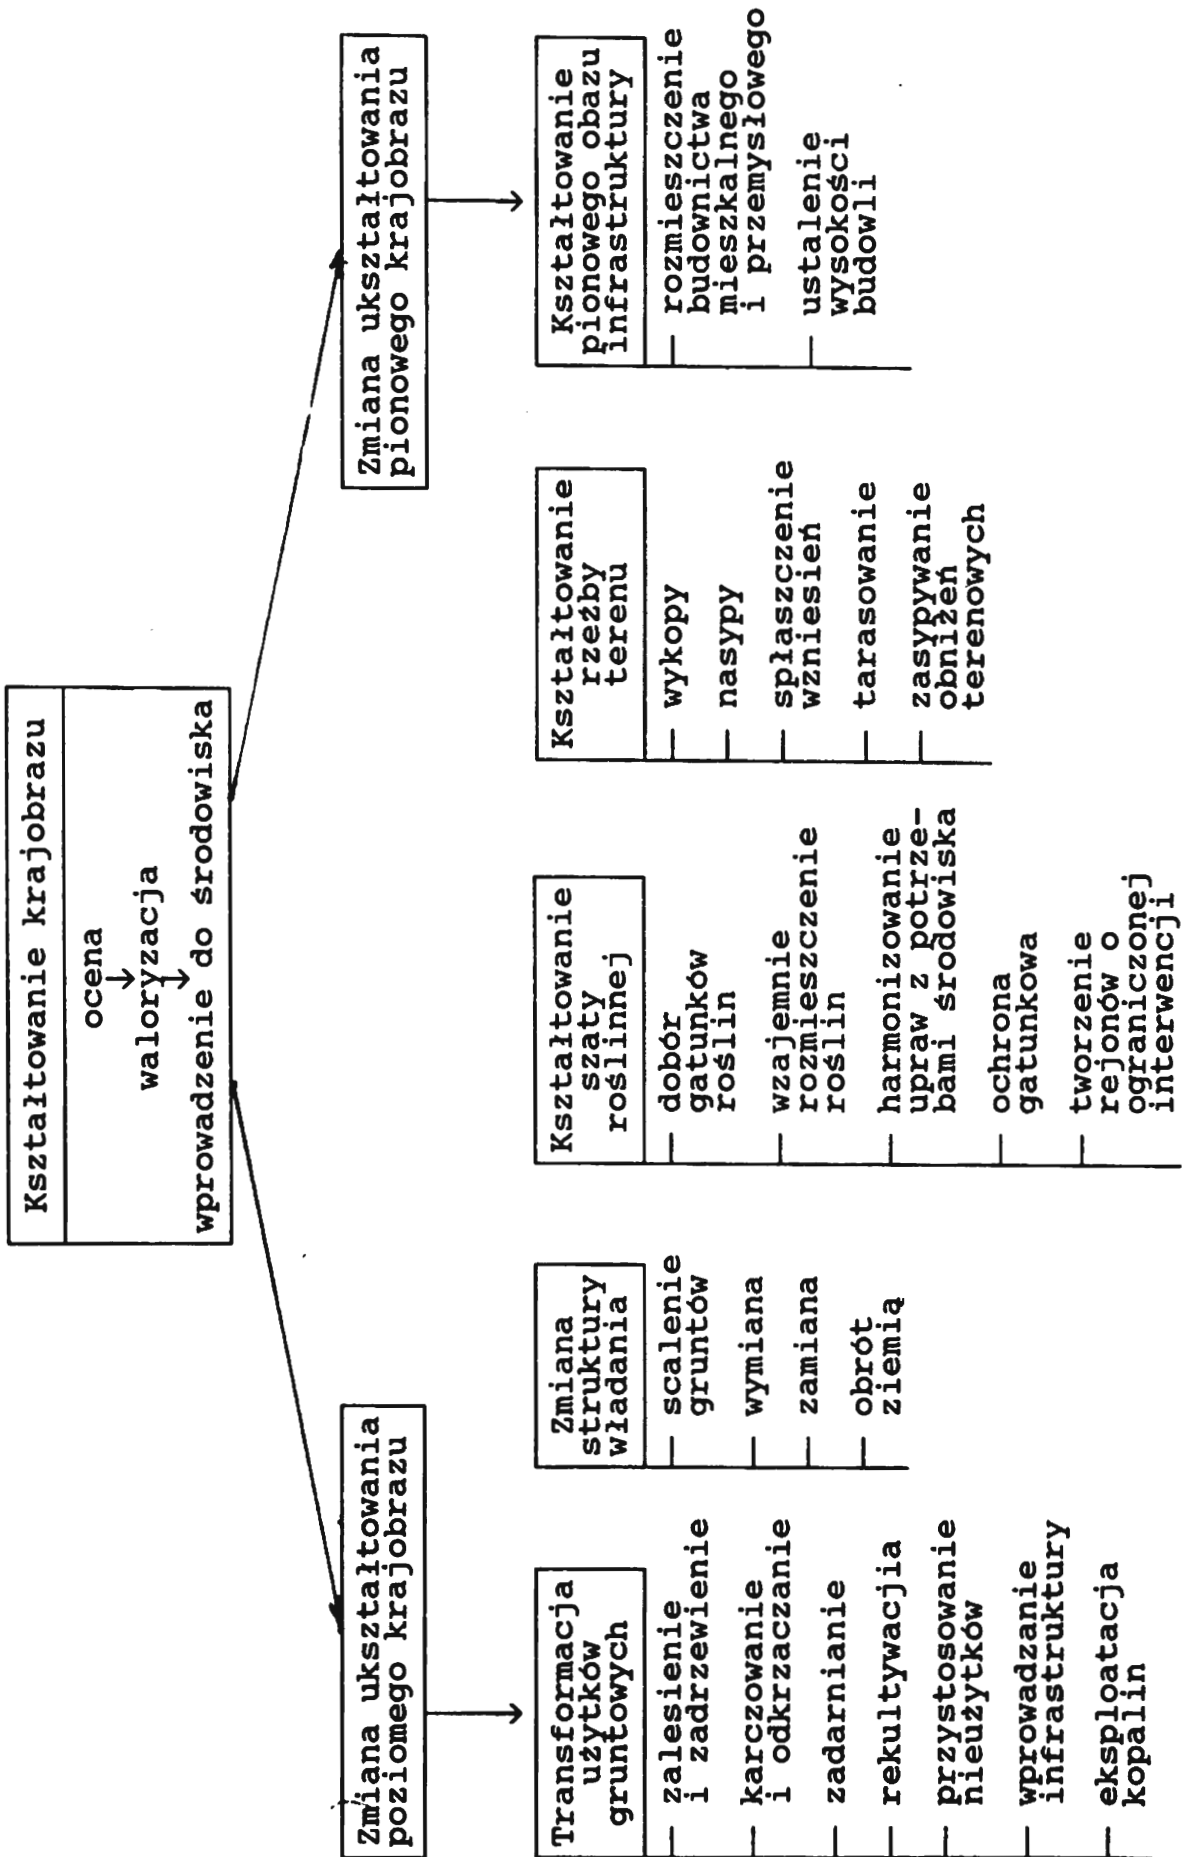 Kształtowanie krajobrazu
ocena
waloryzacja
wprowadzenie do środowiska
Zmiana ukształtowania
poziomego krajobrazu
Zmiana ukształtowania
pionowego krajobrazu
Transformacja
użytków
gruntowych
zalesienie
i zadrzewienie
karczowanie
i odkrzaczanie
zadarnianie
rekultywacjia
przystosowanie
nieużytków
wprowadzanie
infrastruktury
eksploatacja
kopalin
Zmiana
struktury
władania
scalenie
gruntów
wymiana
zamiana
obrót
ziemią
Kształtowanie
szaty
roślinnej
dobór
gatunków
roślin
wzajemnie
rozmieszczenie
roślin
harmonizowanie
upraw z potrze-
bami środowiska
ochrona
gatunkowa
tworzenie
rejonów o
ograniczonej
interwencji
Kształtowanie
rzeźby
terenu
wykopy
nasypy
spłaszczenie
wzniesień
tarasowanie
zasypywanie
obniżeń
terenowych
Kształtowanie
pionowego obazu
infrastruktury
rozmieszczenie
budownictwa
mieszkalnego
i przemysłowego
ustalenie
wysokości
budowli